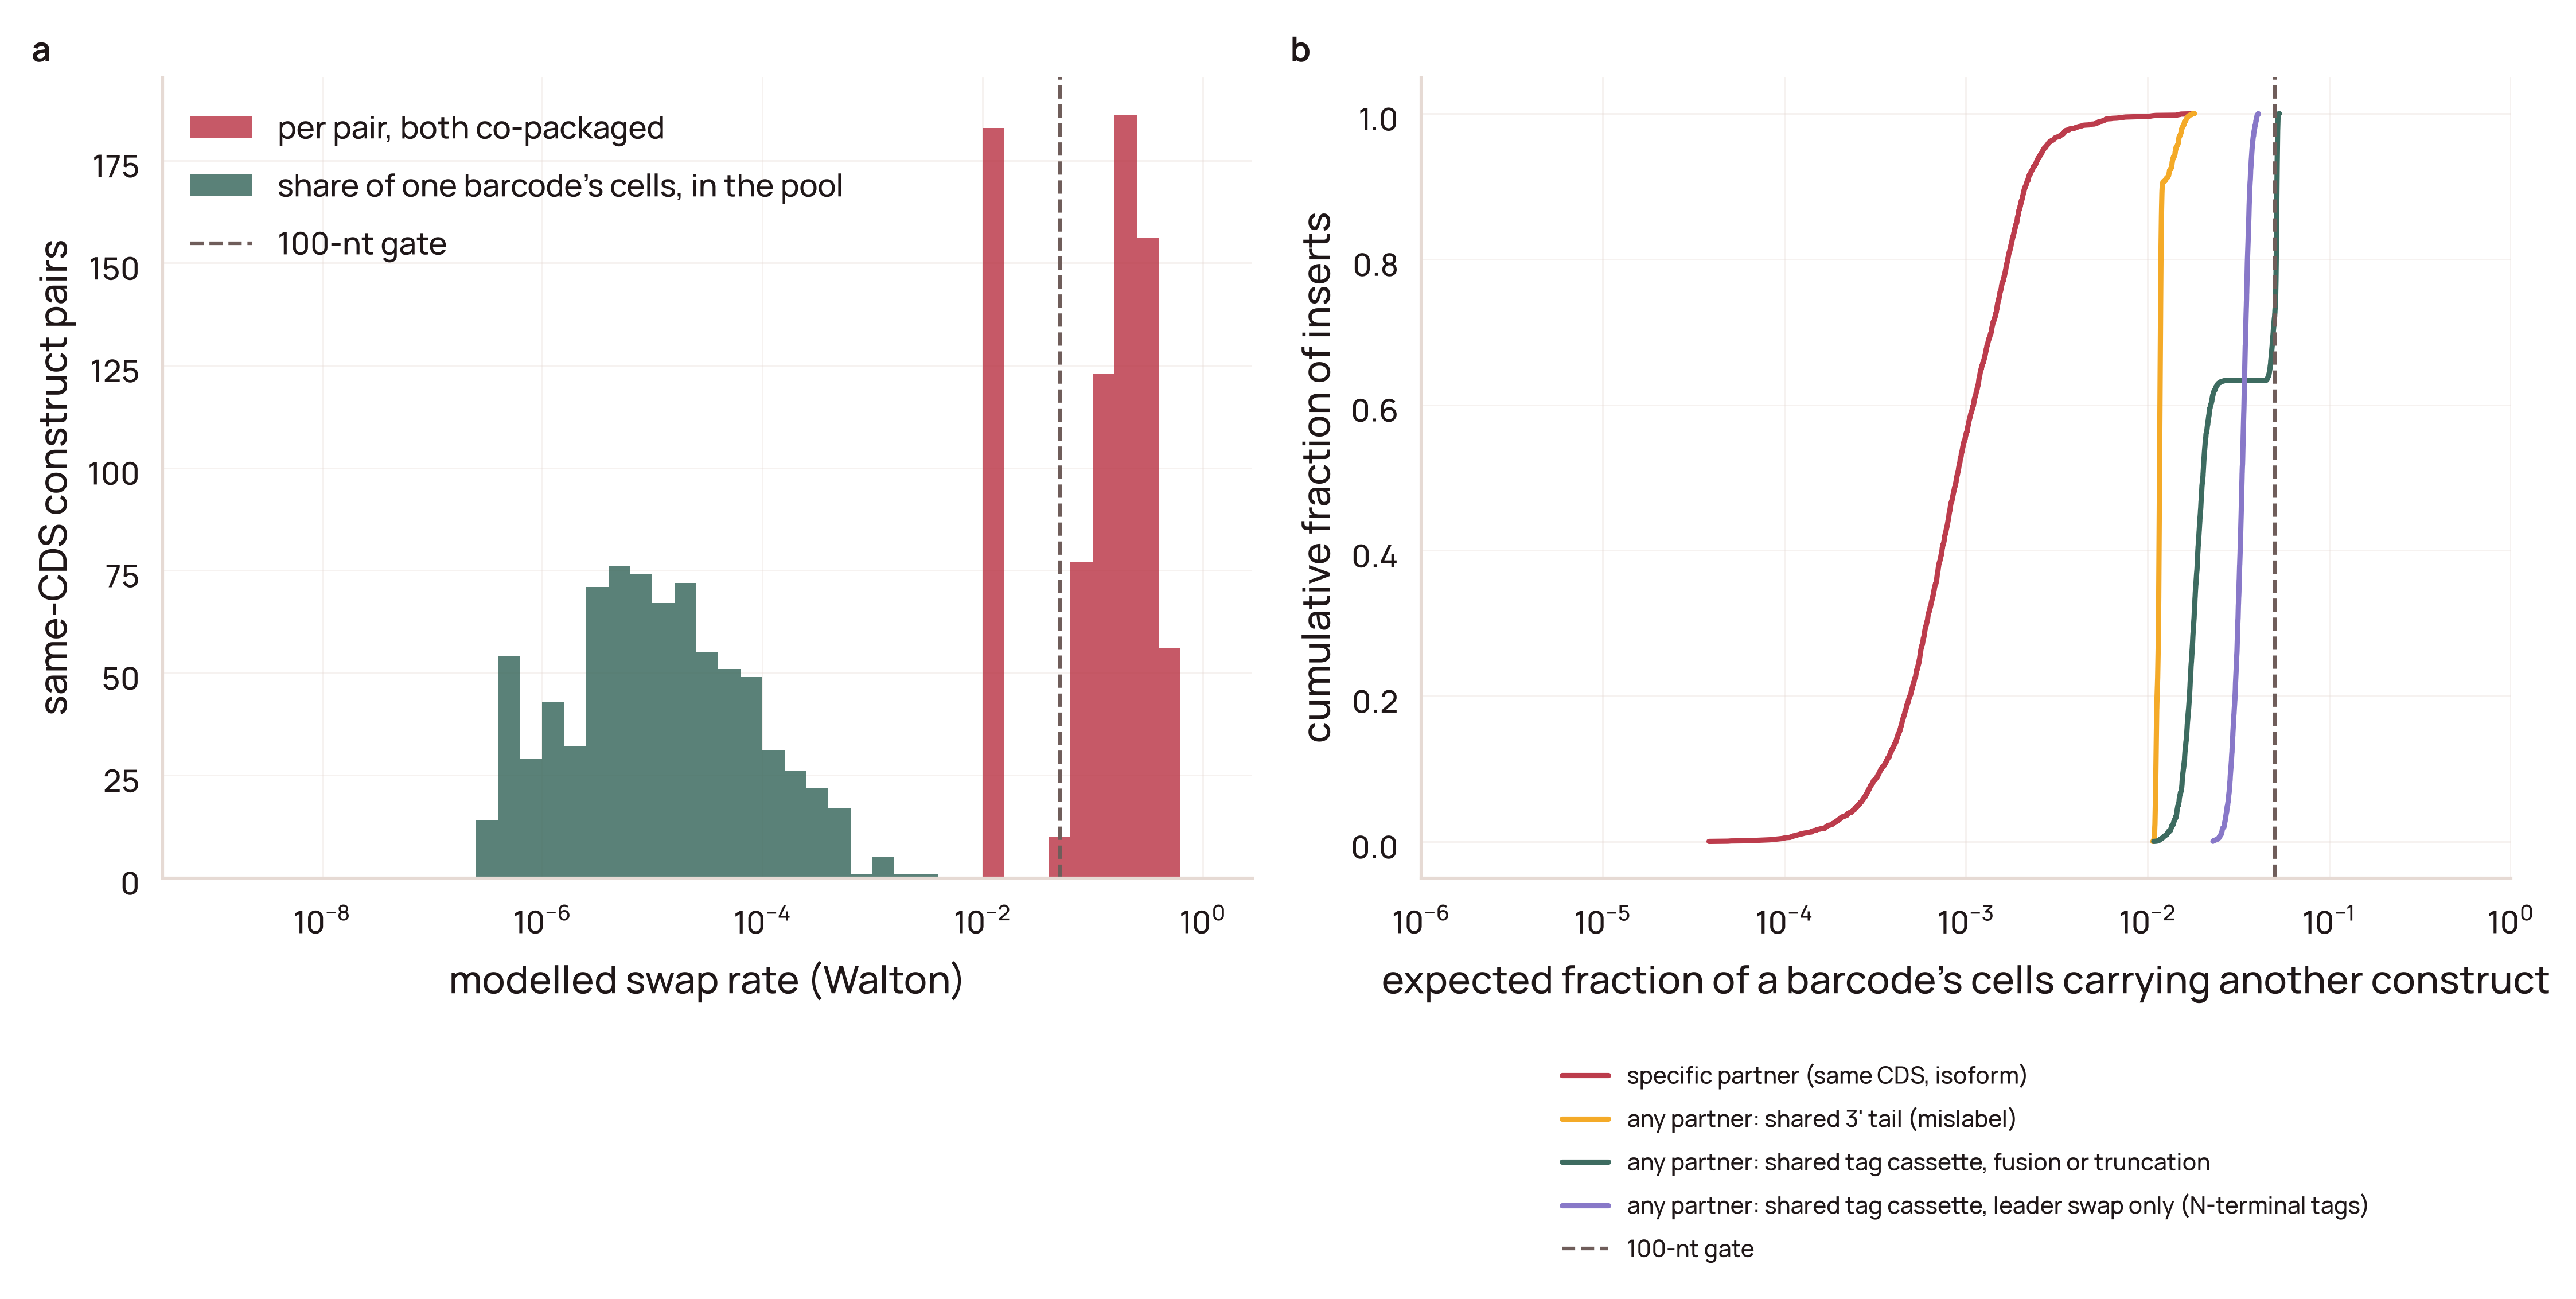 a
per pair, both co-packaged
share of one barcode's cells, in the pool
100-nt gate
same-CDS construct pairs
175
150
125
100
75
50
25
0
10⁻⁸
10⁻⁶
10⁻⁴
10⁻²
10⁰
modelled swap rate (Walton)
b
cumulative fraction of inserts
1.0
0.8
0.6
0.4
0.2
0.0
10⁻⁶
10⁻⁵
10⁻⁴
10⁻³
10⁻²
10⁻¹
10⁰
expected fraction of a barcode's cells carrying another construct
specific partner (same CDS, isoform)
any partner: shared 3' tail (mislabel)
any partner: shared tag cassette, fusion or truncation
any partner: shared tag cassette, leader swap only (N-terminal tags)
100-nt gate